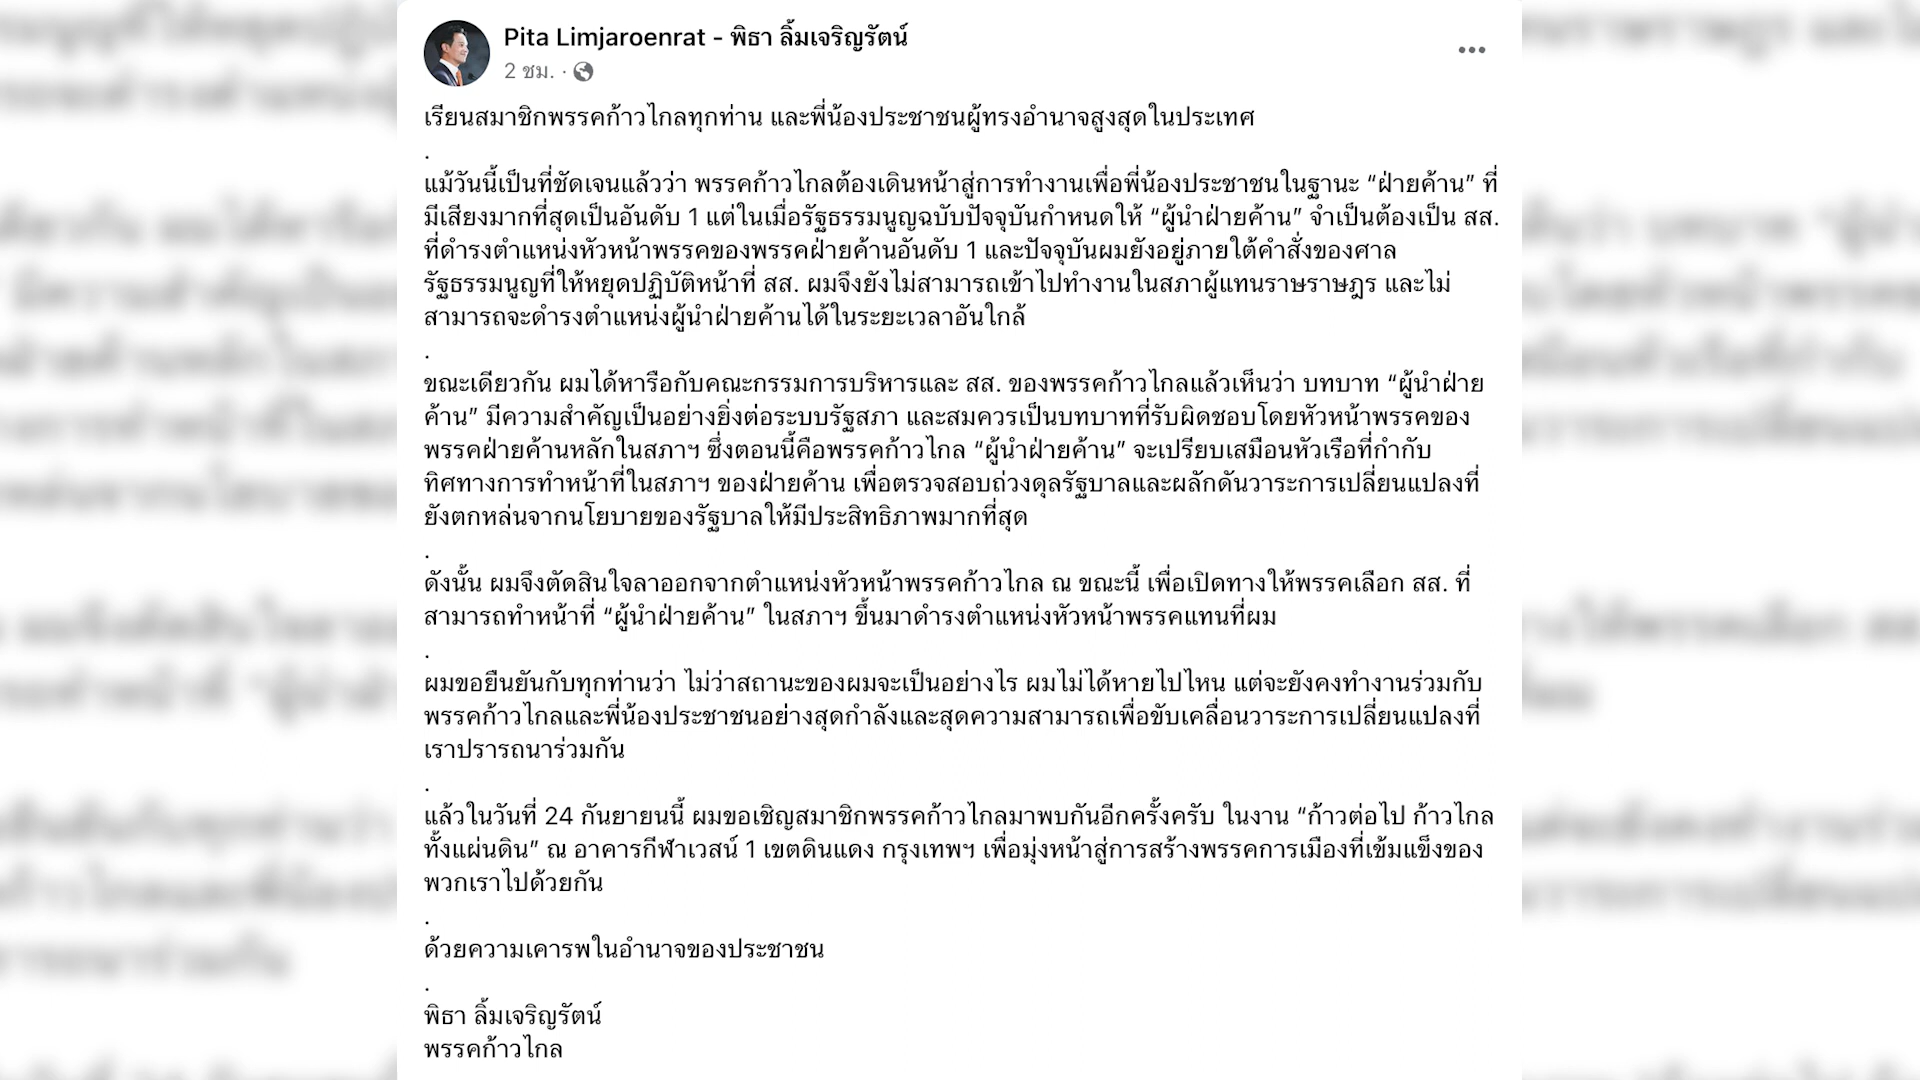 Pita Limjaroenrat - พิธา ลิ้มเจริญรัตน์
2 ชม. ·
เรียนสมาชิกพรรคก้าวไกลทุกท่าน และพี่น้องประชาชนผู้ทรงอำนาจสูงสุดในประเทศ
.
แม้วันนี้เป็นที่ชัดเจนแล้วว่า พรรคก้าวไกลต้องเดินหน้าสู่การทำงานเพื่อพี่น้องประชาชนในฐานะ “ฝ่ายค้าน” ที่
มีเสียงมากที่สุดเป็นอันดับ 1 แต่ในเมื่อรัฐธรรมนูญฉบับปัจจุบันกำหนดให้ “ผู้นำฝ่ายค้าน” จำเป็นต้องเป็น สส.
ที่ดำรงตำแหน่งหัวหน้าพรรคของพรรคฝ่ายค้านอันดับ 1 และปัจจุบันผมยังอยู่ภายใต้คำสั่งของศาล
รัฐธรรมนูญที่ให้หยุดปฏิบัติหน้าที่ สส. ผมจึงยังไม่สามารถเข้าไปทำงานในสภาผู้แทนราษราษฎร และไม่
สามารถจะดำรงตำแหน่งผู้นำฝ่ายค้านได้ในระยะเวลาอันใกล้
.
ขณะเดียวกัน ผมได้หารือกับคณะกรรมการบริหารและ สส. ของพรรคก้าวไกลแล้วเห็นว่า บทบาท “ผู้นำฝ่าย
ค้าน” มีความสำคัญเป็นอย่างยิ่งต่อระบบรัฐสภา และสมควรเป็นบทบาทที่รับผิดชอบโดยหัวหน้าพรรคของ
พรรคฝ่ายค้านหลักในสภาฯ ซึ่งตอนนี้คือพรรคก้าวไกล “ผู้นำฝ่ายค้าน” จะเปรียบเสมือนหัวเรือที่กำกับ
ทิศทางการทำหน้าที่ในสภาฯ ของฝ่ายค้าน เพื่อตรวจสอบถ่วงดุลรัฐบาลและผลักดันวาระการเปลี่ยนแปลงที่
ยังตกหล่นจากนโยบายของรัฐบาลให้มีประสิทธิภาพมากที่สุด
.
ดังนั้น ผมจึงตัดสินใจลาออกจากตำแหน่งหัวหน้าพรรคก้าวไกล ณ ขณะนี้ เพื่อเปิดทางให้พรรคเลือก สส. ที่
สามารถทำหน้าที่ “ผู้นำฝ่ายค้าน” ในสภาฯ ขึ้นมาดำรงตำแหน่งหัวหน้าพรรคแทนที่ผม
.
ผมขอยืนยันกับทุกท่านว่า ไม่ว่าสถานะของผมจะเป็นอย่างไร ผมไม่ได้หายไปไหน แต่จะยังคงทำงานร่วมกับ
พรรคก้าวไกลและพี่น้องประชาชนอย่างสุดกำลังและสุดความสามารถเพื่อขับเคลื่อนวาระการเปลี่ยนแปลงที่
เราปรารถนาร่วมกัน
.
แล้วในวันที่ 24 กันยายนนี้ ผมขอเชิญสมาชิกพรรคก้าวไกลมาพบกันอีกครั้งครับ ในงาน “ก้าวต่อไป ก้าวไกล
ทั้งแผ่นดิน” ณ อาคารกีฬาเวสน์ 1 เขตดินแดง กรุงเทพฯ เพื่อมุ่งหน้าสู่การสร้างพรรคการเมืองที่เข้มแข็งของ
พวกเราไปด้วยกัน
.
ด้วยความเคารพในอำนาจของประชาชน
.
พิธา ลิ้มเจริญรัตน์
พรรคก้าวไกล